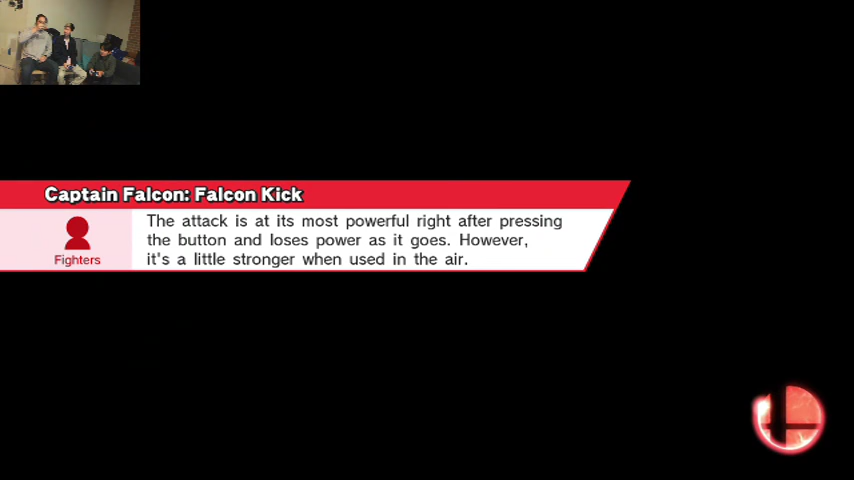 Captain Falcon: Falcon Kick
The attack is at its most powerful right after pressing
the button and loses power as it goes. However,
it's a little stronger when used in the air.
Fighters